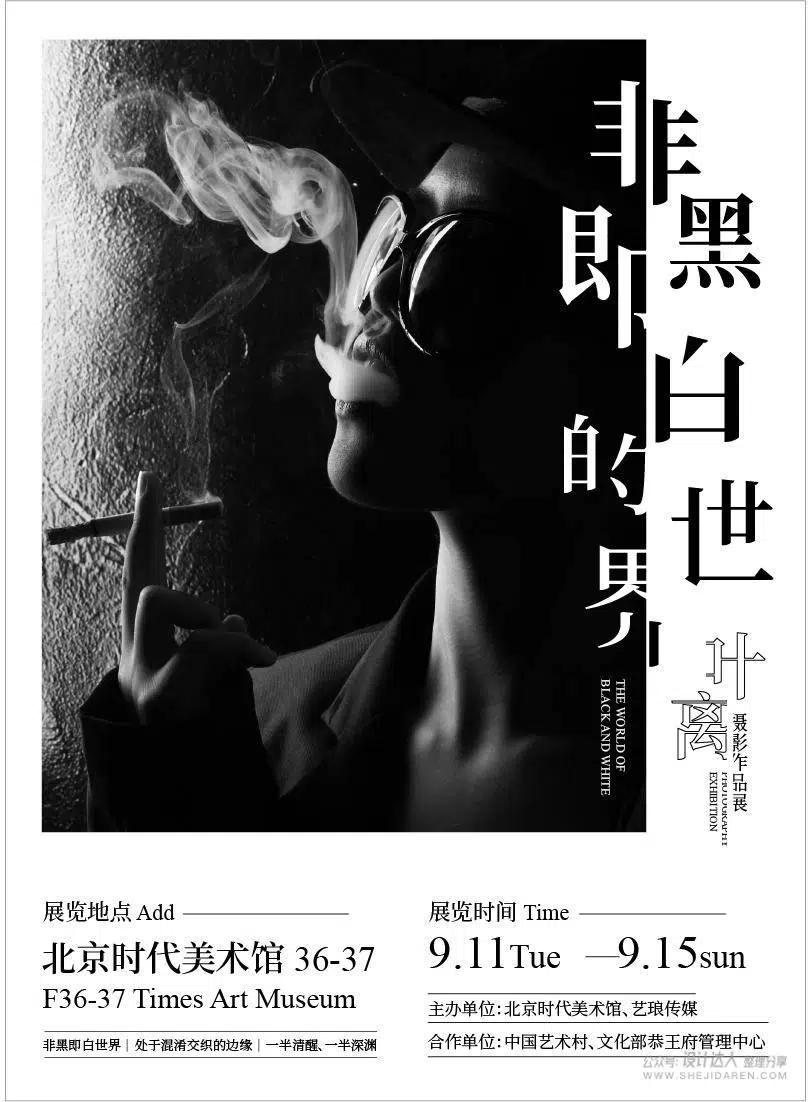 非黑即白的世界
THE WORLD OF
BLACK AND WHITE
叶离
摄影作品展
PHOTOGRAPHY
EXHIBITION
展览地点 Add
北京时代美术馆 36-37
F36-37 Times Art Museum
非黑即白世界 | 处于混淆交织的边缘 | 一半清醒、一半深渊
展览时间 Time
9.11Tue —9.15sun
主办单位：北京时代美术馆、艺琅传媒
合作单位：中国艺术村、文化部恭王府管理中心
公众号：设计达人 整理分享
WWW.SHEJIDAREN.COM